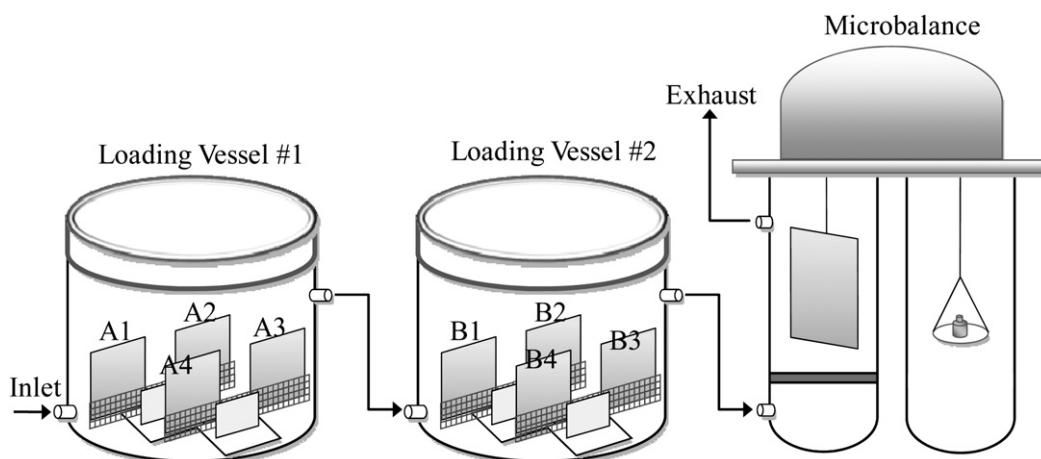 Microbalance
Exhaust
Loading Vessel #1
Loading Vessel #2
A1
A2
A3
A4
B1
B2
B3
B4
Inlet